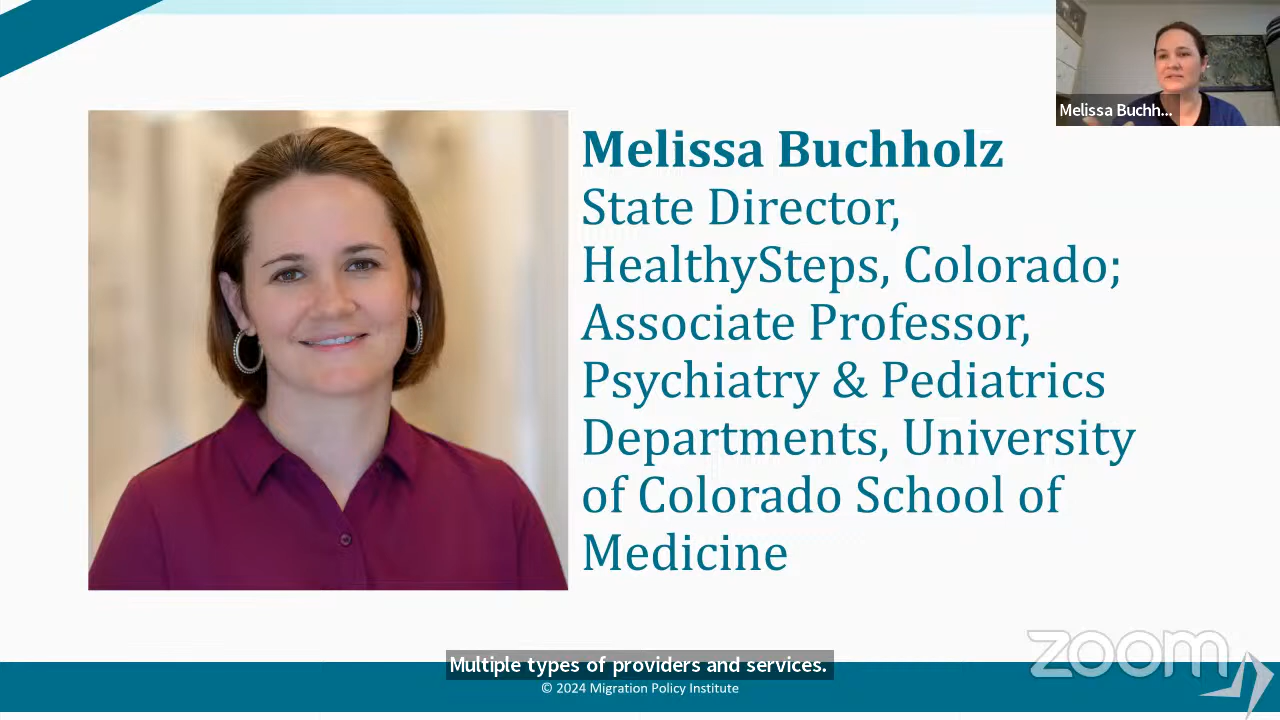 Melissa Buchh...
Melissa Buchholz
State Director,
HealthySteps, Colorado;
Associate Professor,
Psychiatry & Pediatrics
Departments, University
of Colorado School of
Medicine
zoom
Multiple types of providers and services.
© 2024 Migration Policy Institute